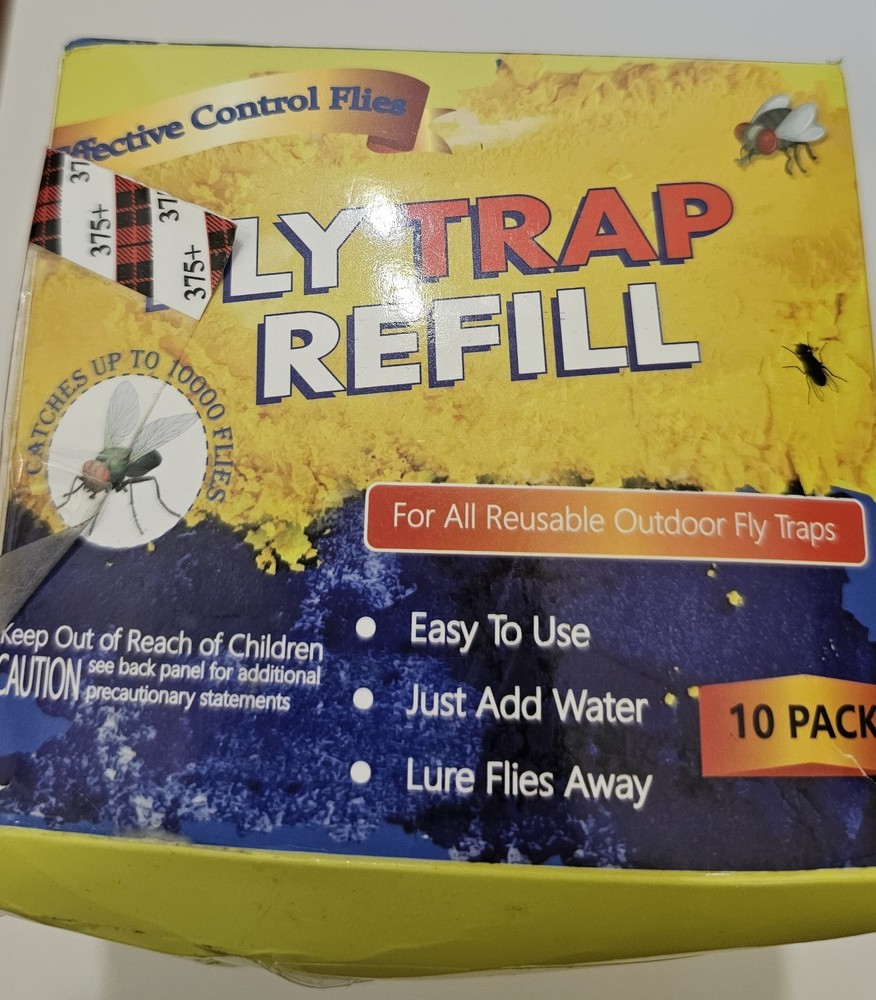 ffective Control Flies
37
375+
37
375+
LY TRAP
REFILL
CATCHES UP TO 10000 FLIES
For All Reusable Outdoor Fly Traps
Keep Out of Reach of Children
CAUTION see back panel for additional
precautionary statements
Easy To Use
Just Add Water
Lure Flies Away
10 PACK